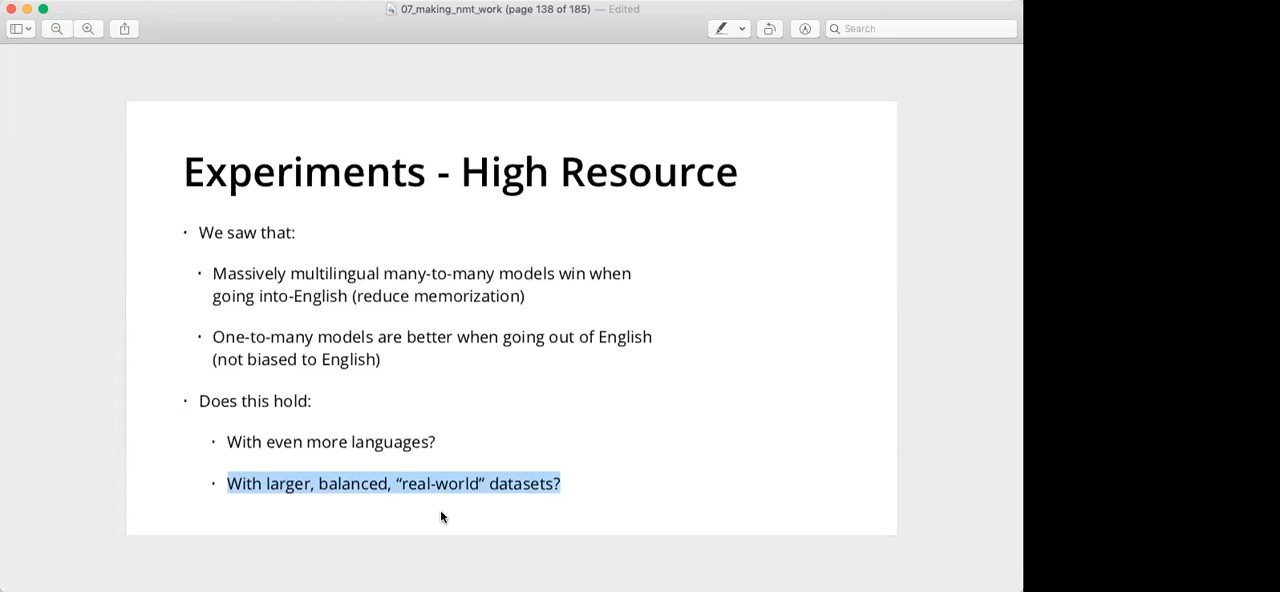 07_making_nmt_work (page 138 of 185) — Edited
Search
Experiments - High Resource
· We saw that:
· Massively multilingual many-to-many models win when
going into-English (reduce memorization)
· One-to-many models are better when going out of English
(not biased to English)
· Does this hold:
· With even more languages?
· With larger, balanced, “real-world” datasets?